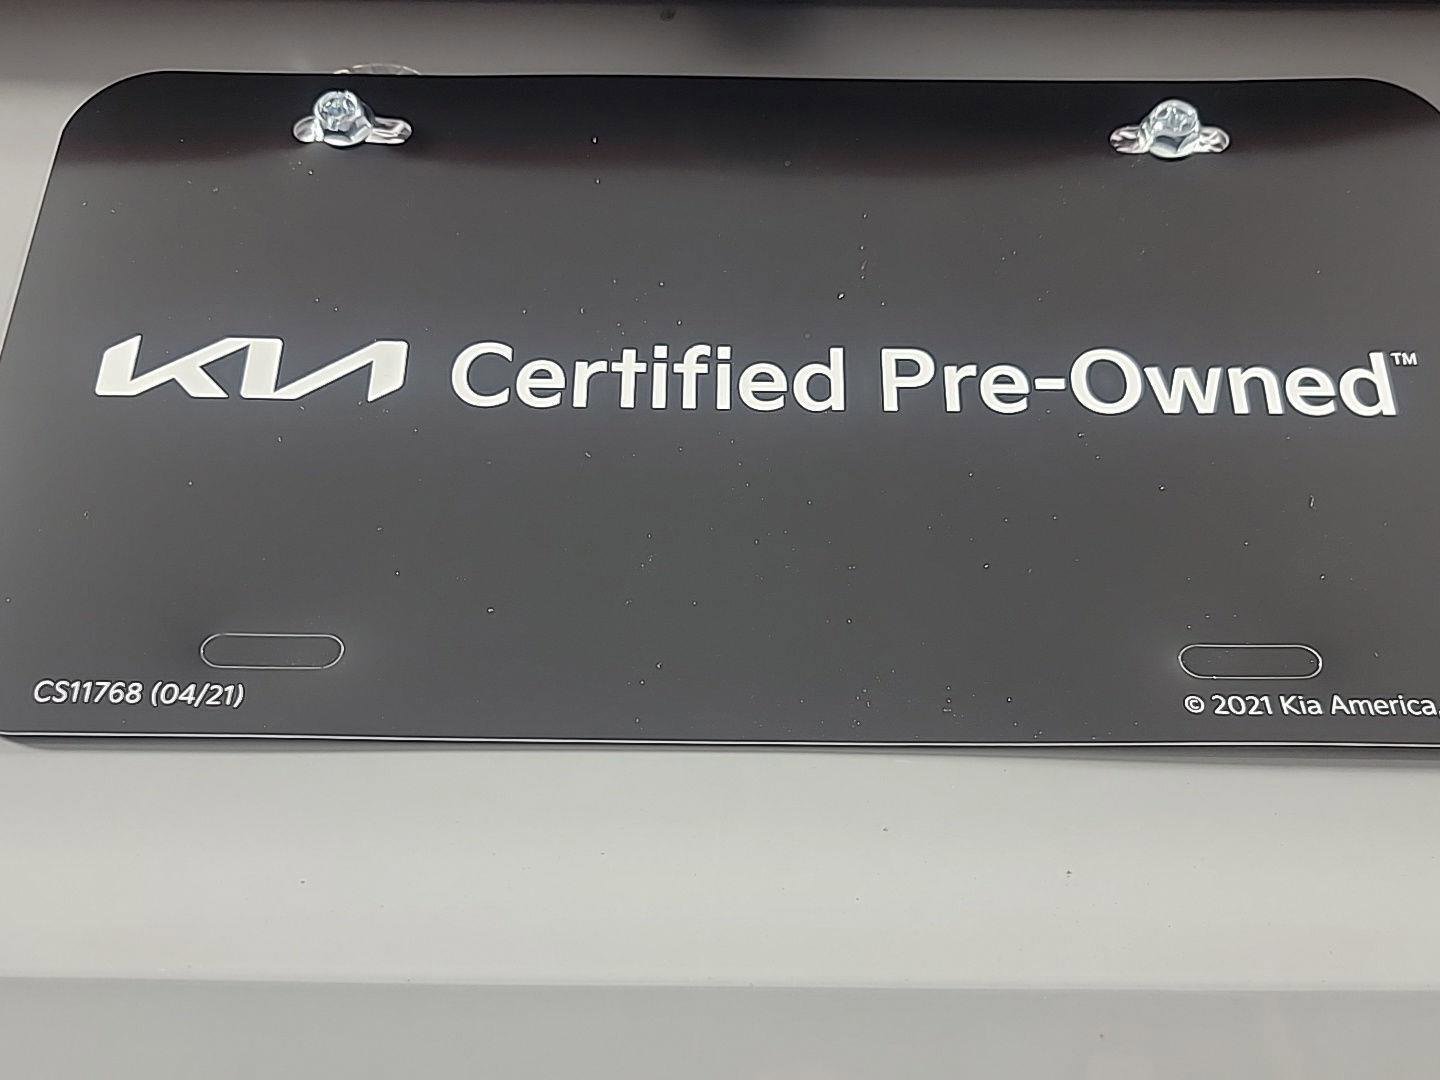 KIA Certified Pre-Owned™
CS11768 (04/21)
© 2021 Kia America.